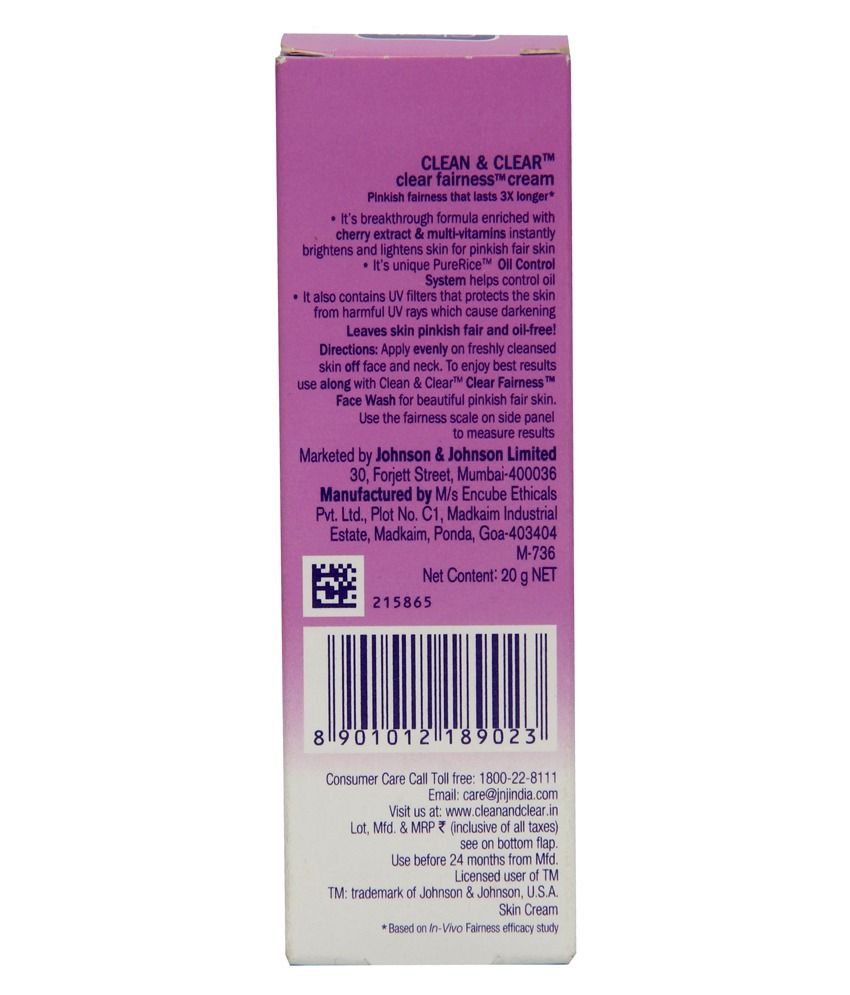 CLEAN & CLEAR™
clear fairness™ cream
Pinkish fairness that lasts 3X longer*
• It's breakthrough formula enriched with
cherry extract & multi-vitamins instantly
brightens and lightens skin for pinkish fair skin
• It's unique PureRice™ Oil Control
System helps control oil
• It also contains UV filters that protects the skin
from harmful UV rays which cause darkening
Leaves skin pinkish fair and oil-free!
Directions: Apply evenly on freshly cleansed
skin off face and neck. To enjoy best results
use along with Clean & Clear™ Clear Fairness™
Face Wash for beautiful pinkish fair skin.
Use the fairness scale on side panel
to measure results
Marketed by Johnson & Johnson Limited
30, Forjett Street, Mumbai-400036
Manufactured by M/s Encube Ethicals
Pvt. Ltd., Plot No. C1, Madkaim Industrial
Estate, Madkaim, Ponda, Goa-403404
M-736
Net Content: 20 g NET
215865
8 901012 189023
Consumer Care Call Toll free: 1800-22-8111
Email: care@jnjindia.com
Visit us at: www.cleanandclear.in
Lot, Mfd. & MRP ₹ (inclusive of all taxes)
see on bottom flap.
Use before 24 months from Mfd.
Licensed user of TM
TM: trademark of Johnson & Johnson, U.S.A.
Skin Cream
*Based on In-Vivo Fairness efficacy study